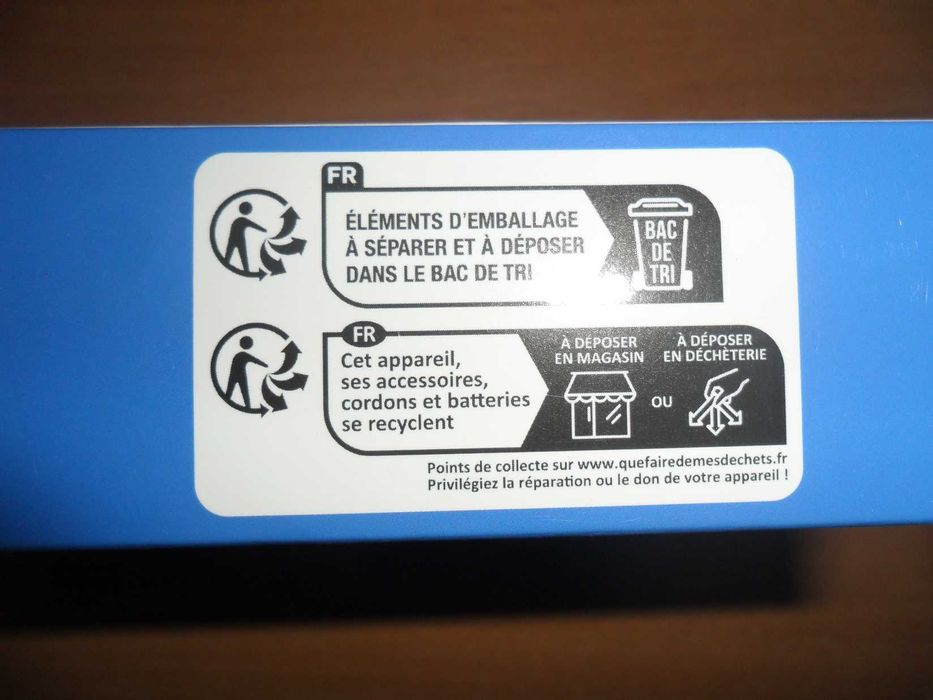 FR
ÉLÉMENTS D'EMBALLAGE
À SÉPARER ET À DÉPOSER
DANS LE BAC DE TRI
BAC
DE
TRI
FR
Cet appareil,
ses accessoires,
cordons et batteries
se recyclent
À DÉPOSER
EN MAGASIN
OU
À DÉPOSER
EN DÉCHÈTERIE
Points de collecte sur www.quefairedemesdechets.fr
Privilégiez la réparation ou le don de votre appareil !